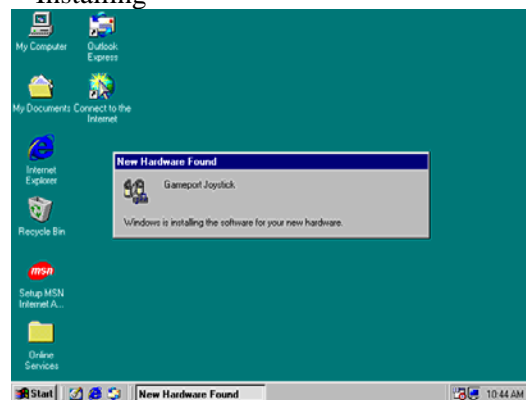 Installing
My Computer
Outlook
Express
My Documents
Connect to the
Internet
Internet
Explorer
Recycle Bin
msn
Setup MSN
Internet A...
Online
Services
New Hardware Found
Gameport Joystick
Windows is installing the software for your new hardware.
Start
New Hardware Found
10:44 AM